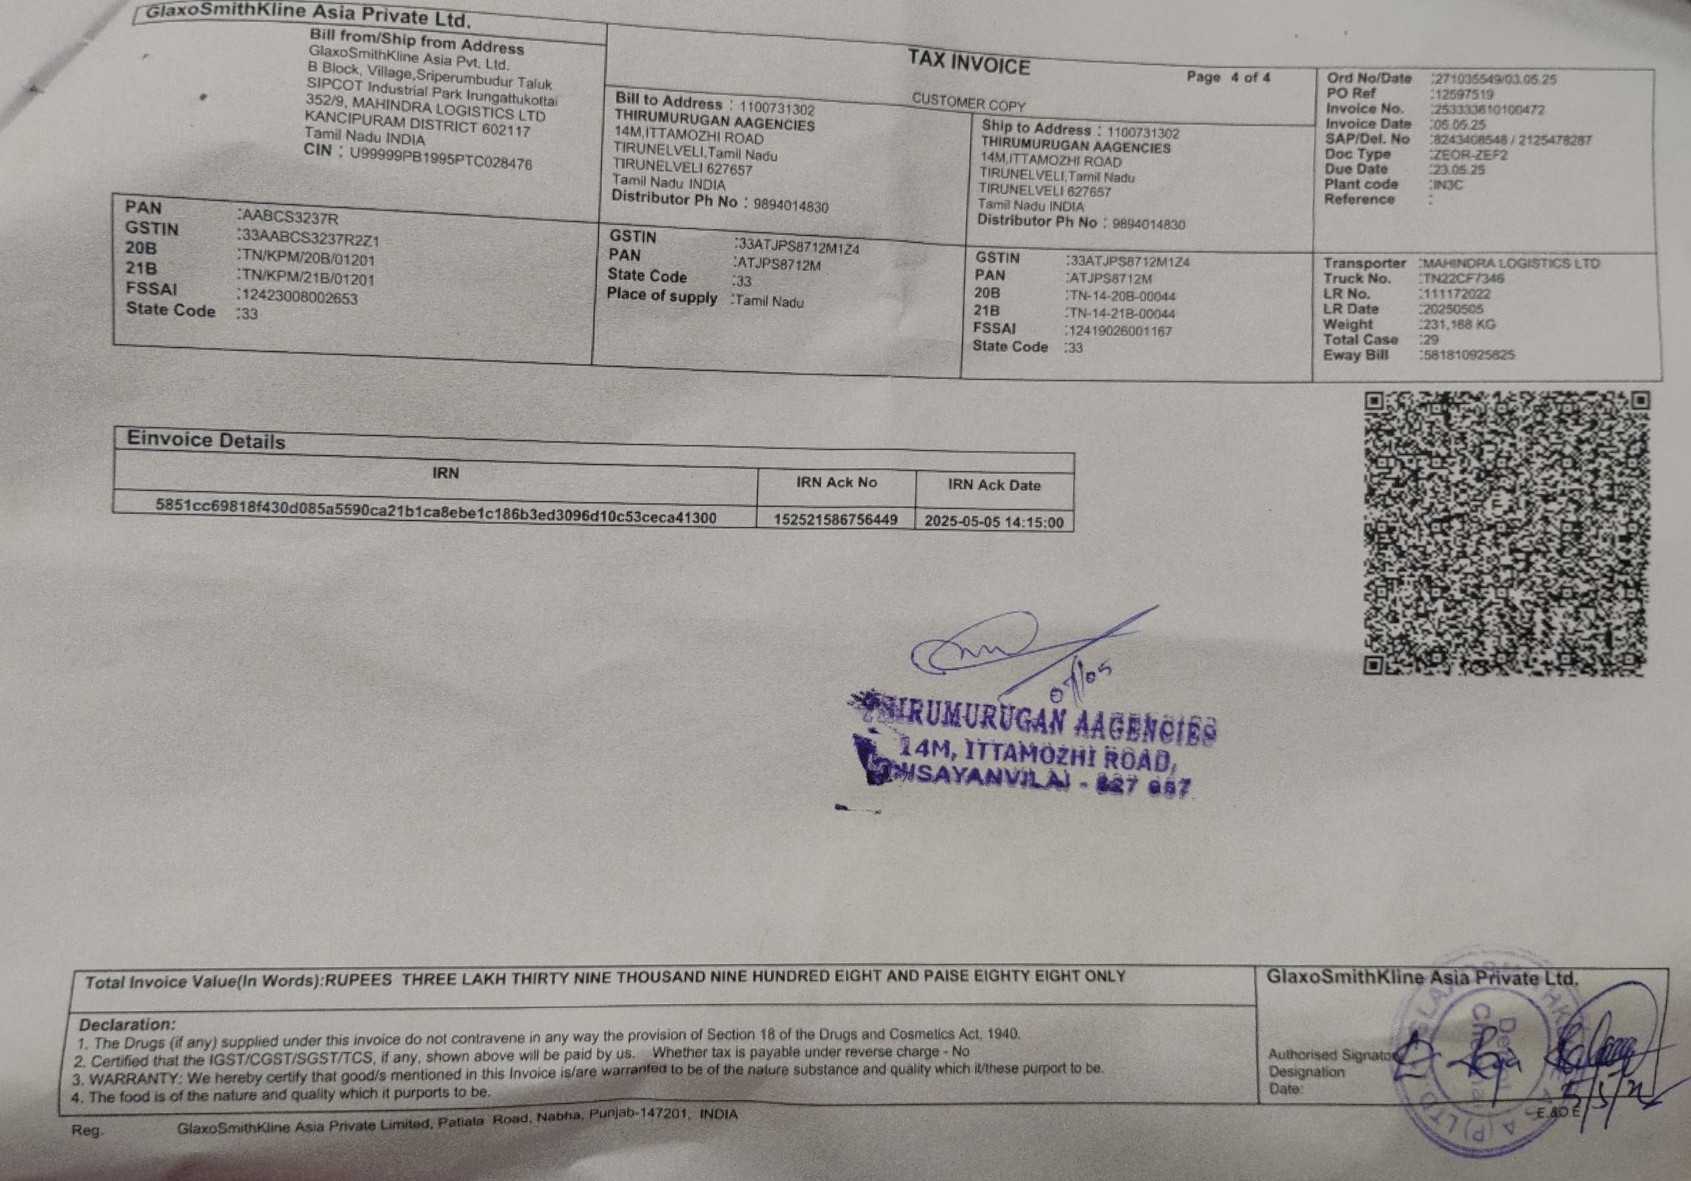 GlaxoSmithKline Asia Private Ltd.
Bill from/Ship from Address
GlaxoSmithKline Asia Pvt. Ltd.
B Block, Village,Sriperumbudur Taluk
SIPCOT Industrial Park Irungattukottai
352/9, MAHINDRA LOGISTICS LTD
KANCIPURAM DISTRICT 602117
Tamil Nadu INDIA
CIN : U99999PB1995PTC028476
TAX INVOICE
Page 4 of 4
CUSTOMER COPY
Bill to Address : 1100731302
THIRUMURUGAN AAGENCIES
14M,ITTAMOZHI ROAD
TIRUNELVELI,Tamil Nadu
TIRUNELVELI 627657
Tamil Nadu INDIA
Distributor Ph No : 9894014830
Ship to Address : 1100731302
THIRUMURUGAN AAGENCIES
14M,ITTAMOZHI ROAD
TIRUNELVELI,Tamil Nadu
TIRUNELVELI 627657
Tamil Nadu INDIA
Distributor Ph No : 9894014830
Ord No/Date :271035549/03.05.25
PO Ref :12597519
Invoice No. :253333610100472
Invoice Date :05.05.25
SAP/Del. No :8243408548 / 2125478287
Doc Type :ZEOR-ZEF2
Due Date :23.05.25
Plant code :IN3C
Reference :
PAN :AABCS3237R
GSTIN :33AABCS3237R2Z1
20B :TN/KPM/20B/01201
21B :TN/KPM/21B/01201
FSSAI :12423008002653
State Code :33
GSTIN :33ATJPS8712M1Z4
PAN :ATJPS8712M
State Code :33
Place of supply :Tamil Nadu
GSTIN :33ATJPS8712M1Z4
PAN :ATJPS8712M
20B :TN-14-20B-00044
21B :TN-14-21B-00044
FSSAI :12419026001167
State Code :33
Transporter :MAHINDRA LOGISTICS LTD
Truck No. :TN22CF7346
LR No. :111172022
LR Date :20250505
Weight :231,168 KG
Total Case :29
Eway Bill :581810925825
Einvoice Details
IRN IRN Ack No IRN Ack Date
5851cc69818f430d085a5590ca21b1ca8ebe1c186b3ed3096d10c53ceca41300 152521586756449 2025-05-05 14:15:00
07/05
THIRUMURUGAN AAGENCIES
14M, ITTAMOZHI ROAD,
Total Invoice Value(In Words):RUPEES THREE LAKH THIRTY NINE THOUSAND NINE HUNDRED EIGHT AND PAISE EIGHTY EIGHT ONLY
Declaration:
1. The Drugs (if any) supplied under this invoice do not contravene in any way the provision of Section 18 of the Drugs and Cosmetics Act, 1940.
2. Certified that the IGST/CGST/SGST/TCS, if any, shown above will be paid by us. Whether tax is payable under reverse charge - No
3. WARRANTY: We hereby certify that good/s mentioned in this Invoice is/are warranted to be of the nature substance and quality which it/these purport to be.
4. The food is of the nature and quality which it purports to be.
GlaxoSmithKline Asia Private Ltd.
Authorised Signatory
Designation
Date:
E.&O.E
Reg. GlaxoSmithKline Asia Private Limited, Patiala Road, Nabha, Punjab-147201, INDIA